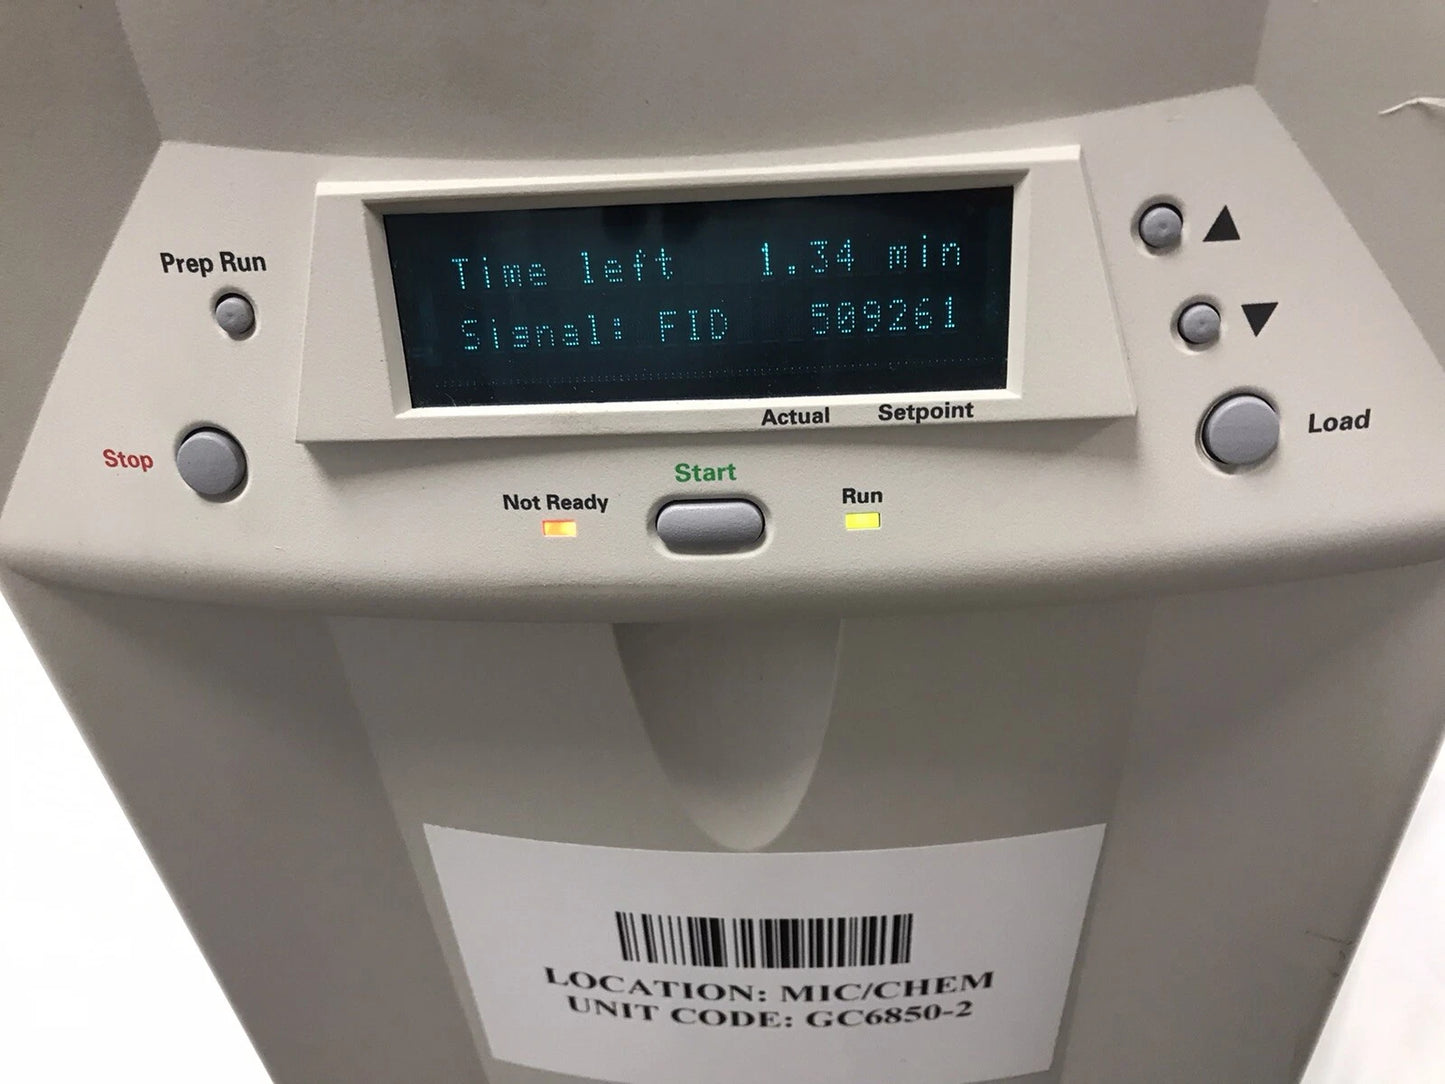 Prep Run
Time left 1.34 min
Signal: FID 509261
Actual Setpoint
Load
Stop
Start
Not Ready
Run
LOCATION: MIC/CHEM
UNIT CODE: GC6850-2